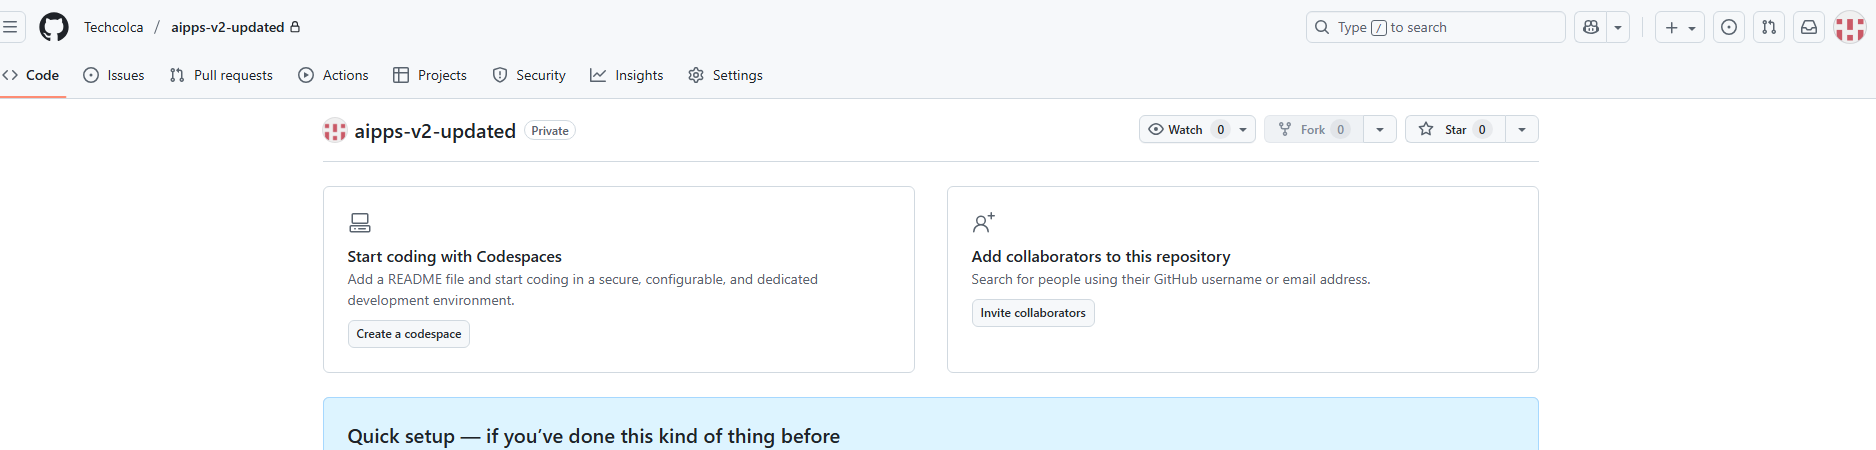 Techcolca / aipps-v2-updated
Type / to search
Code Issues Pull requests Actions Projects Security Insights Settings
aipps-v2-updated Private
Watch 0 Fork 0 Star 0
Start coding with Codespaces
Add a README file and start coding in a secure, configurable, and dedicated
development environment.
Create a codespace
Add collaborators to this repository
Search for people using their GitHub username or email address.
Invite collaborators
Quick setup — if you’ve done this kind of thing before